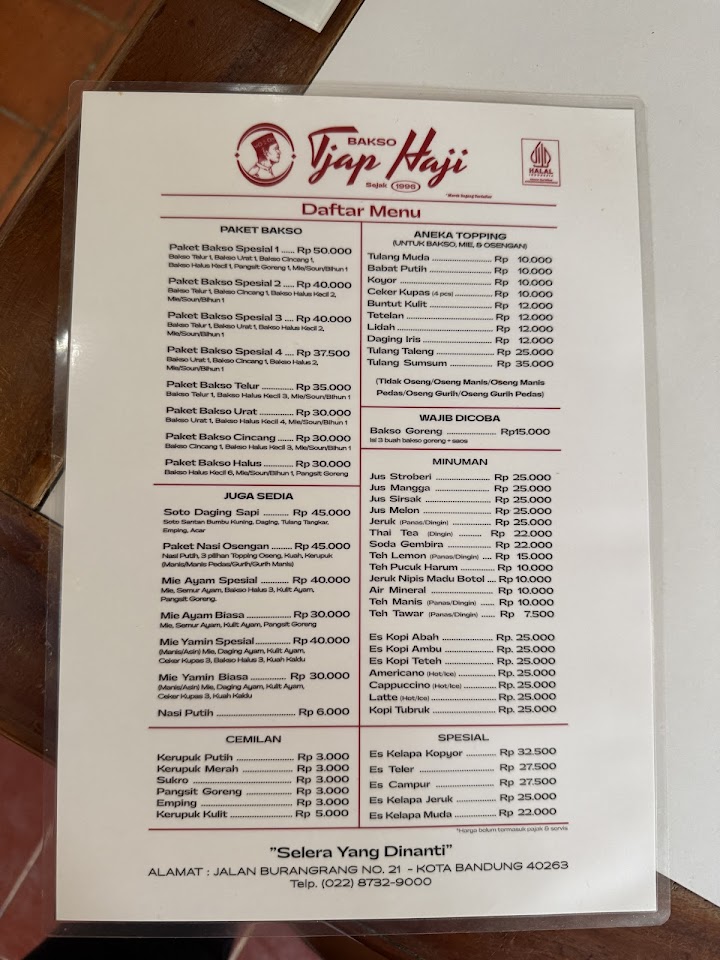 BAKSO
Tjap Haji
Sejak 1996
HALAL
INDONESIA
Daftar Menu
PAKET BAKSO
Paket Bakso Spesial 1 ..... Rp 50.000
Bakso Telur 1, Bakso Urat 1, Bakso Cincang 1,
Bakso Halus Kecil 1, Pangsit Goreng 1, Mie/Soun/Bihun 1
Paket Bakso Spesial 2 .... Rp 40.000
Bakso Telur 1, Bakso Cincang 1, Bakso Halus Kecil 2,
Mie/Soun/Bihun 1
Paket Bakso Spesial 3 .... Rp 40.000
Bakso Telur 1, Bakso Urat 1, Bakso Halus Kecil 2,
Mie/Soun/Bihun 1
Paket Bakso Spesial 4 .... Rp 37.500
Bakso Urat 1, Bakso Cincang 1, Bakso Halus 2,
Mie/Soun/Bihun 1
Paket Bakso Telur ............ Rp 35.000
Bakso Telur 1, Bakso Halus Kecil 3, Mie/Soun/Bihun 1
Paket Bakso Urat ............. Rp 30.000
Bakso Urat 1, Bakso Halus Kecil 4, Mie/Soun/Bihun 1
Paket Bakso Cincang ...... Rp 30.000
Bakso Cincang 1, Bakso Halus Kecil 3, Mie/Soun/Bihun 1
Paket Bakso Halus ........... Rp 30.000
Bakso Halus Kecil 6, Mie/Soun/Bihun 1, Pangsit Goreng
JUGA SEDIA
Soto Daging Sapi ........... Rp 45.000
Soto Santan Bumbu Kuning, Daging, Tulang Tangkar,
Emping, Acar
Paket Nasi Osengan ........ Rp 45.000
Nasi Putih, 3 pilihan Topping Oseng, Kuah, Kerupuk
(Manis/Manis Pedas/Gurih/Gurih Manis)
Mie Ayam Spesial ........... Rp 40.000
Mie, Semur Ayam, Bakso Halus 3, Kulit Ayam,
Pangsit Goreng.
Mie Ayam Biasa ............... Rp 30.000
Mie, Semur Ayam, Kulit Ayam, Pangsit Goreng
Mie Yamin Spesial............. Rp 40.000
(Manis/Asin) Mie, Daging Ayam, Kulit Ayam,
Ceker Kupas 3, Bakso Halus 3, Kuah Kaldu
Mie Yamin Biasa ............. Rp 30.000
(Manis/Asin) Mie, Daging Ayam, Kulit Ayam,
Ceker Kupas 3, Kuah Kaldu
Nasi Putih ............................. Rp 6.000
CEMILAN
Kerupuk Putih .................... Rp 3.000
Kerupuk Merah .................. Rp 3.000
Sukro .................................... Rp 3.000
Pangsit Goreng .................. Rp 3.000
Emping ................................. Rp 3.000
Kerupuk Kulit ..................... Rp 5.000
ANEKA TOPPING
(UNTUK BAKSO, MIE, & OSENGAN)
Tulang Muda ............................ Rp 10.000
Babat Putih .............................. Rp 10.000
Koyor ......................................... Rp 10.000
Ceker Kupas (4 pcs) ................... Rp 10.000
Buntut Kulit .............................. Rp 12.000
Tetelan ...................................... Rp 12.000
Lidah ......................................... Rp 12.000
Daging Iris ................................ Rp 12.000
Tulang Taleng .......................... Rp 25.000
Tulang Sumsum ....................... Rp 35.000
(Tidak Oseng/Oseng Manis/Oseng Manis
Pedas/Oseng Gurih/Oseng Gurih Pedas)
WAJIB DICOBA
Bakso Goreng ...................... Rp15.000
Isi 3 buah bakso goreng + saos
MINUMAN
Jus Stroberi ....................... Rp 25.000
Jus Mangga ....................... Rp 25.000
Jus Sirsak .......................... Rp 25.000
Jus Melon .......................... Rp 25.000
Jeruk (Panas/Dingin) ............... Rp 25.000
Thai Tea (Dingin) ........ Rp 22.000
Soda Gembira ................... Rp 22.000
Teh Lemon (Panas/Dingin) .... Rp 15.000
Teh Pucuk Harum ............. Rp 10.000
Jeruk Nipis Madu Botol .... Rp 10.000
Air Mineral ......................... Rp 10.000
Teh Manis (Panas/Dingin) ..... Rp 10.000
Teh Tawar (Panas/Dingin) ..... Rp 7.500
Es Kopi Abah ..................... Rp. 25.000
Es Kopi Ambu .................... Rp. 25.000
Es Kopi Teteh .................... Rp. 25.000
Americano (Hot/Ice) ............. Rp. 25.000
Cappuccino (Hot/Ice) ........... Rp. 25.000
Latte (Hot/Ice) ....................... Rp. 25.000
Kopi Tubruk ....................... Rp. 25.000
SPESIAL
Es Kelapa Kopyor .......... Rp 32.500
Es Teler ........................... Rp 27.500
Es Campur ...................... Rp 27.500
Es Kelapa Jeruk ............. Rp 25.000
Es Kelapa Muda ............. Rp 22.000
*Harga belum termasuk pajak & servis
"Selera Yang Dinanti"
ALAMAT : JALAN BURANGRANG NO. 21 - KOTA BANDUNG 40263
Telp. (022) 8732-9000